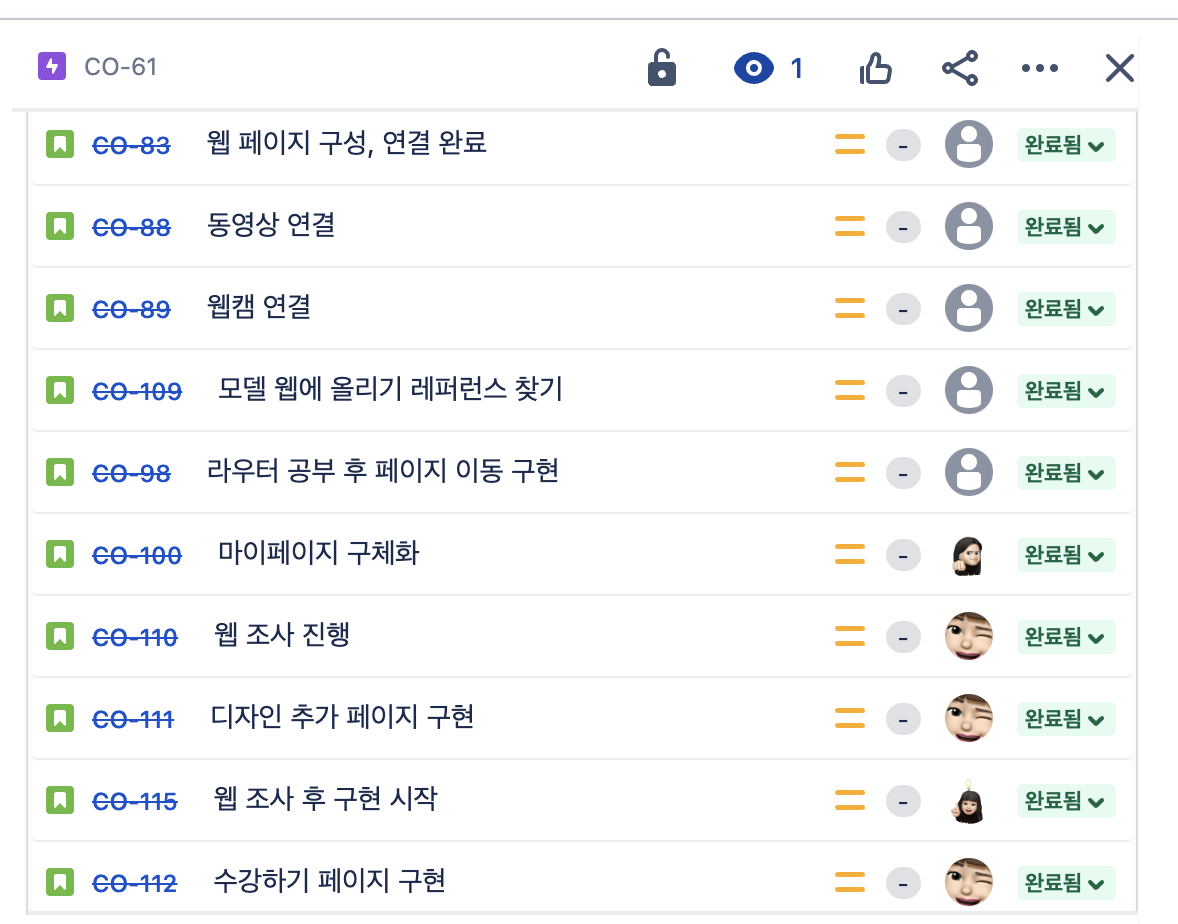 CO-61 1
CO-83 웹 페이지 구성, 연결 완료 - 완료됨
CO-88 동영상 연결 - 완료됨
CO-89 웹캠 연결 - 완료됨
CO-109 모델 웹에 올리기 레퍼런스 찾기 - 완료됨
CO-98 라우터 공부 후 페이지 이동 구현 - 완료됨
CO-100 마이페이지 구체화 - 완료됨
CO-110 웹 조사 진행 - 완료됨
CO-111 디자인 추가 페이지 구현 - 완료됨
CO-115 웹 조사 후 구현 시작 - 완료됨
CO-112 수강하기 페이지 구현 - 완료됨